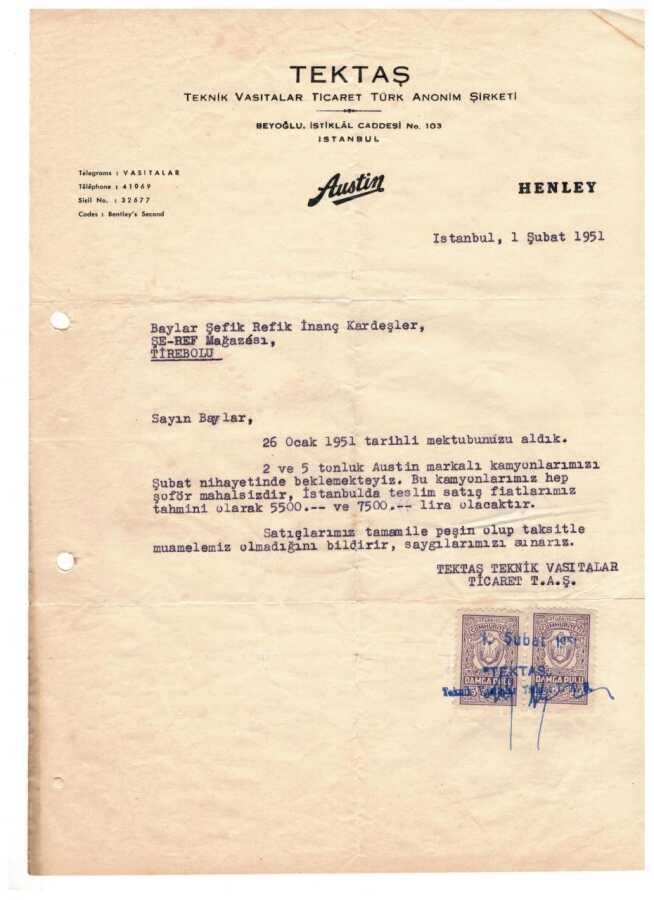 TEKTAŞ
TEKNİK VASITALAR TİCARET TÜRK ANONİM ŞİRKETİ
BEYOĞLU, İSTİKLÂL CADDESİ No. 103
İSTANBUL
Telegrams : VASITALAR
Téléphone : 41069
Sicil No. : 32677
Codes : Bentley's Second
Austin
HENLEY
Istanbul, 1 Şubat 1951
Baylar Şefik Refik İnanç Kardeşler,
ŞE-REF Mağazası,
TİREBOLU
Sayın Baylar,
26 Ocak 1951 tarihli mektubunuzu aldık.
2 ve 5 tonluk Austin markalı kamyonlarımızı
Şubat nihayetinde beklemekteyiz. Bu kamyonlarımız hep
şoför mahalsizdir, İstanbulda teslim satış fiatlarımız
tahmini olarak 5500.-- ve 7500.-- lira olacaktır.
Satışlarımız tamamile peşin olup taksitle
muamelemiz olmadığını bildirir, saygılarımızı sunarız.
TEKTAŞ TEKNİK VASITALAR
TİCARET T.A.Ş.
1. Şubat 1951
TEKTAŞ
DAMGA PULU DAMGA PULU